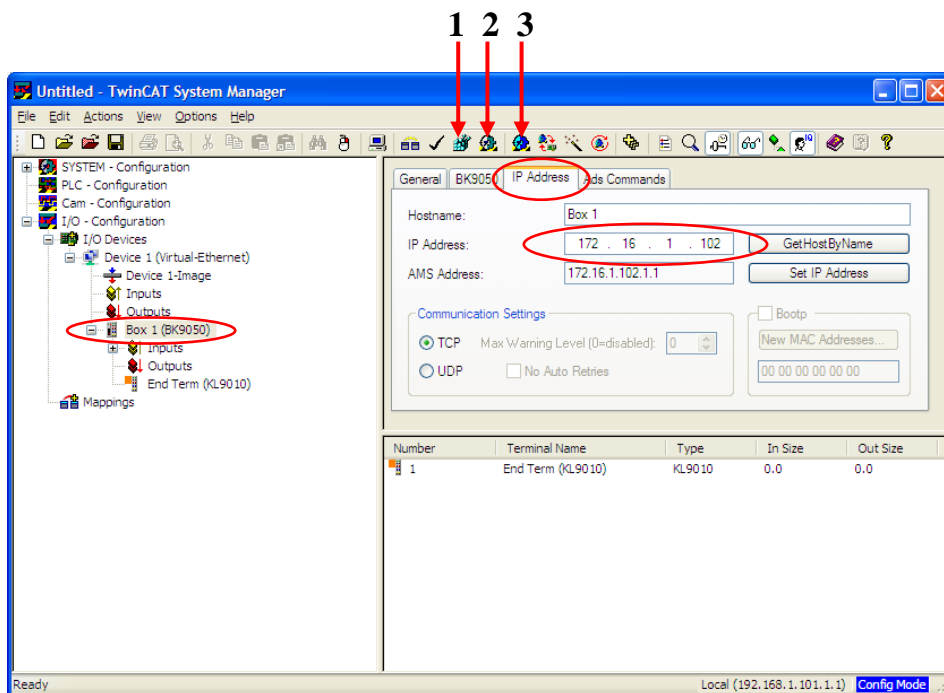 1 2 3
Untitled - TwinCAT System Manager
File Edit Actions View Options Help
SYSTEM - Configuration
PLC - Configuration
Cam - Configuration
I/O - Configuration
I/O Devices
Device 1 (Virtual-Ethernet)
Device 1-Image
Inputs
Outputs
Box 1 (BK9050)
Inputs
Outputs
End Term (KL9010)
Mappings
General BK9050 IP Address Ads Commands
Hostname: Box 1
IP Address: 172 . 16 . 1 . 102 GetHostByName
AMS Address: 172.16.1.102.1.1 Set IP Address
Communication Settings Bootp
TCP Max Warning Level (0=disabled): 0 New MAC Addresses...
UDP No Auto Retries 00 00 00 00 00 00
Number Terminal Name Type In Size Out Size
1 End Term (KL9010) KL9010 0.0 0.0
Ready Local (192.168.1.101.1.1) Config Mode